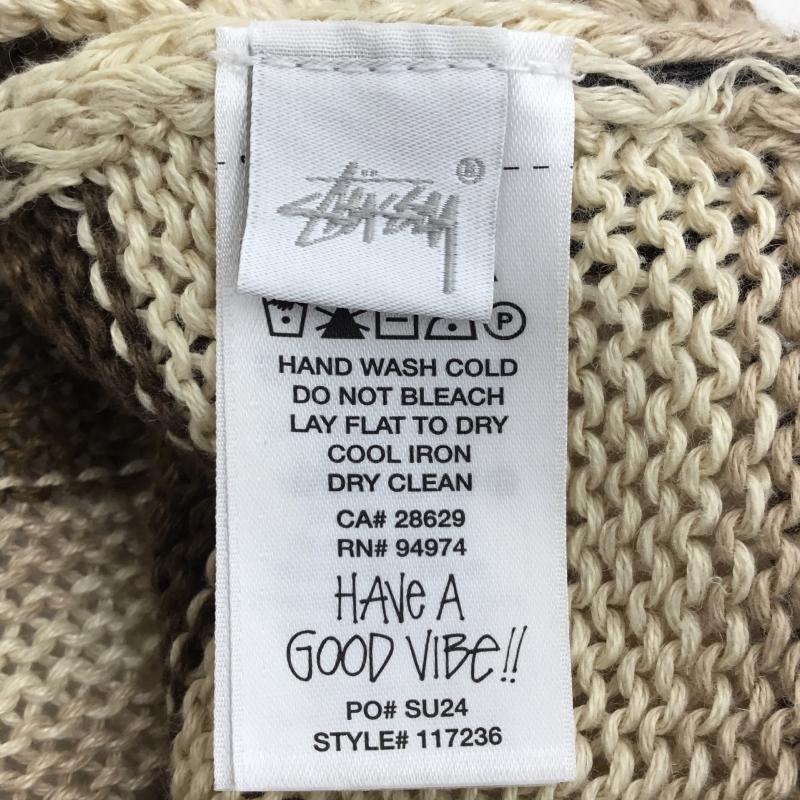 Stüssy ®
P
HAND WASH COLD
DO NOT BLEACH
LAY FLAT TO DRY
COOL IRON
DRY CLEAN
CA# 28629
RN# 94974
HAVE A
GOOD VIBE!!
PO# SU24
STYLE# 117236